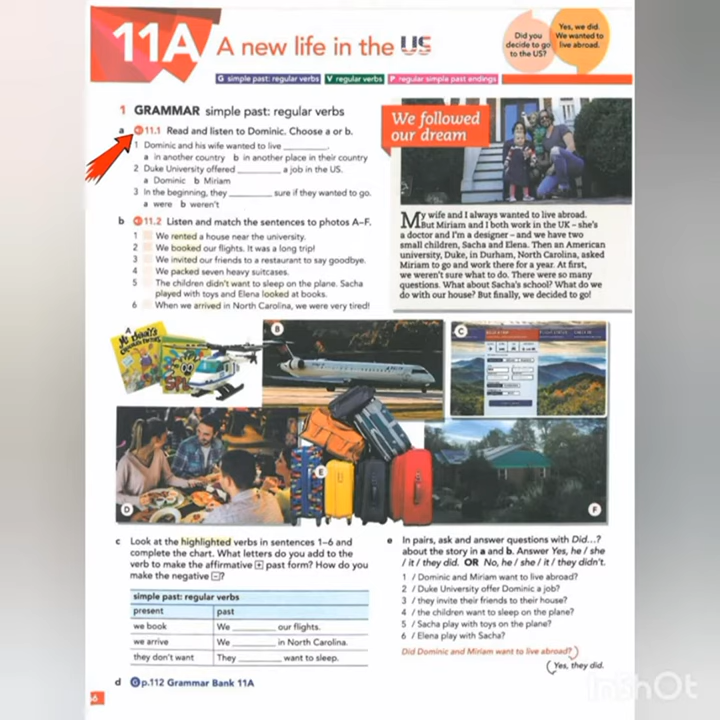 11A A new life in the US
Did you
decide to go
to the US?
Yes, we did.
We wanted to
live abroad.
G simple past: regular verbs V regular verbs P regular simple past endings
1 GRAMMAR simple past: regular verbs
a 11.1 Read and listen to Dominic. Choose a or b.
1 Dominic and his wife wanted to live ________.
a in another country b in another place in their country
2 Duke University offered ________ a job in the US.
a Dominic b Miriam
3 In the beginning, they ________ sure if they wanted to go.
a were b weren't
b 11.2 Listen and match the sentences to photos A–F.
1 We rented a house near the university.
2 We booked our flights. It was a long trip!
3 We invited our friends to a restaurant to say goodbye.
4 We packed seven heavy suitcases.
5 The children didn't want to sleep on the plane. Sacha
played with toys and Elena looked at books.
6 When we arrived in North Carolina, we were very tired!
We followed
our dream
My wife and I always wanted to live abroad.
But Miriam and I both work in the UK – she's
a doctor and I'm a designer – and we have two
small children, Sacha and Elena. Then an American
university, Duke, in Durham, North Carolina, asked
Miriam to go and work there for a year. At first,
we weren't sure what to do. There were so many
questions. What about Sacha's school? What do we
do with our house? But finally, we decided to go!
A
B
C
D
E
F
c Look at the highlighted verbs in sentences 1–6 and
complete the chart. What letters do you add to the
verb to make the affirmative + past form? How do you
make the negative –?
simple past: regular verbs
present past
we book We ________ our flights.
we arrive We ________ in North Carolina.
they don't want They ________ want to sleep.
d G p.112 Grammar Bank 11A
e In pairs, ask and answer questions with Did...?
about the story in a and b. Answer Yes, he / she
/ it / they did. OR No, he / she / it / they didn't.
1 / Dominic and Miriam want to live abroad?
2 / Duke University offer Dominic a job?
3 / they invite their friends to their house?
4 / the children want to sleep on the plane?
5 / Sacha play with toys on the plane?
6 / Elena play with Sacha?
Did Dominic and Miriam want to live abroad?
Yes, they did.
InShOt